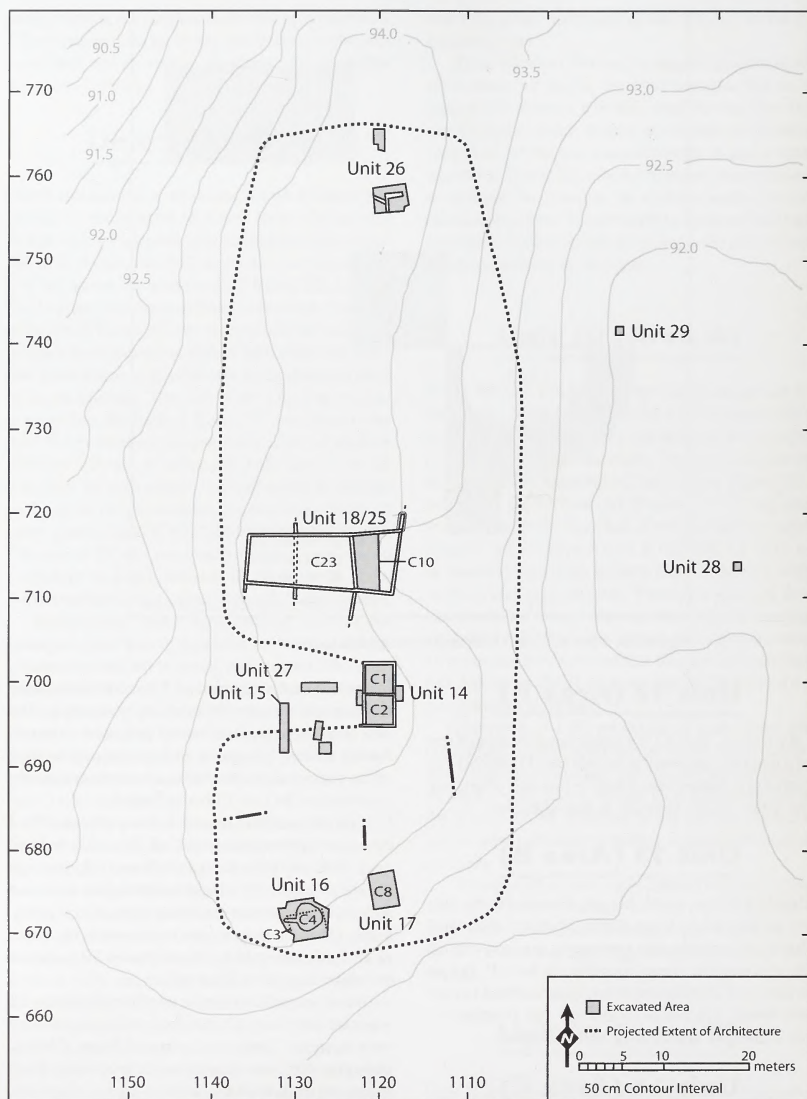 94.0
90.5
93.5
770
91.0
93.0
91.5
760
Unit 26
92.5
92.0
750
92.5
92.0
740
Unit 29
730
720
Unit 18/25
C23
C10
Unit 28
710
700
Unit 27
C1
Unit 15
Unit 14
C2
690
680
Unit 16
C8
C4
Unit 17
670
C3
660
1150
1140
1130
1120
1110
Excavated Area
Projected Extent of Architecture
N
0
5
10
20
meters
50 cm Contour Interval